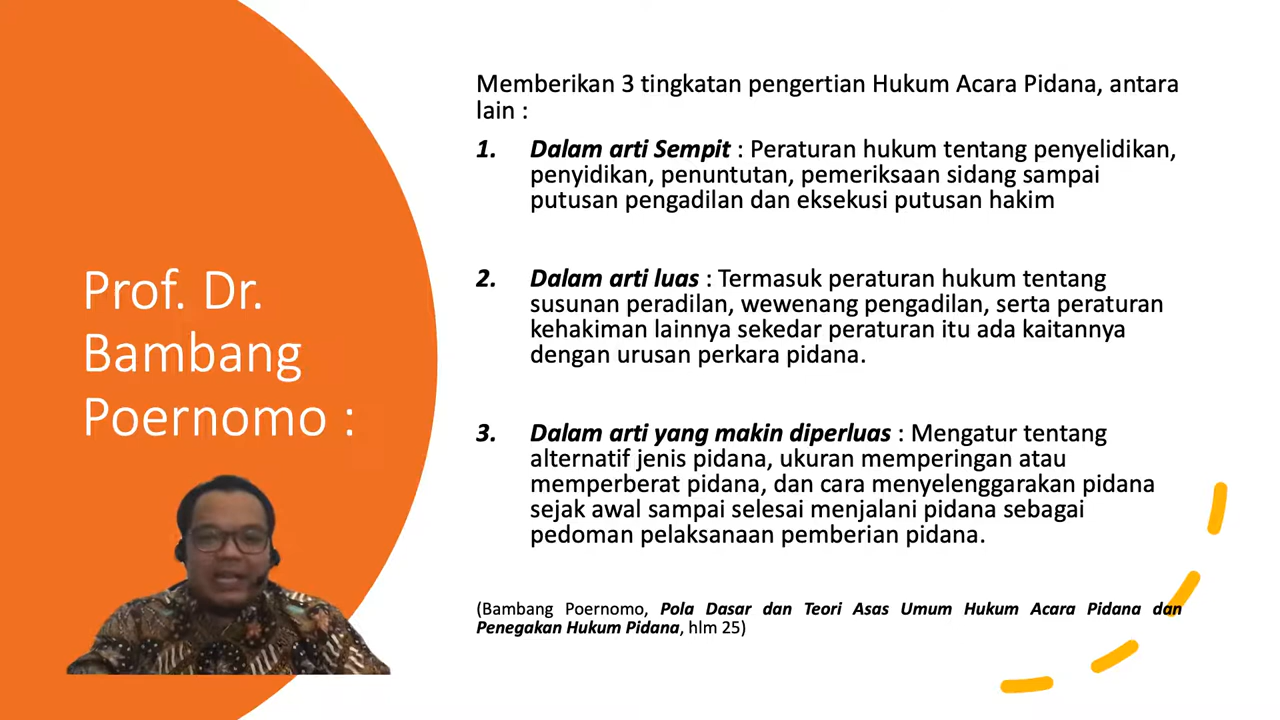 Prof. Dr.
Bambang
Poernomo :
Memberikan 3 tingkatan pengertian Hukum Acara Pidana, antara
lain :
1. Dalam arti Sempit : Peraturan hukum tentang penyelidikan,
penyidikan, penuntutan, pemeriksaan sidang sampai
putusan pengadilan dan eksekusi putusan hakim
2. Dalam arti luas : Termasuk peraturan hukum tentang
susunan peradilan, wewenang pengadilan, serta peraturan
kehakiman lainnya sekedar peraturan itu ada kaitannya
dengan urusan perkara pidana.
3. Dalam arti yang makin diperluas : Mengatur tentang
alternatif jenis pidana, ukuran memperingan atau
memperberat pidana, dan cara menyelenggarakan pidana
sejak awal sampai selesai menjalani pidana sebagai
pedoman pelaksanaan pemberian pidana.
(Bambang Poernomo, Pola Dasar dan Teori Asas Umum Hukum Acara Pidana dan
Penegakan Hukum Pidana, hlm 25)